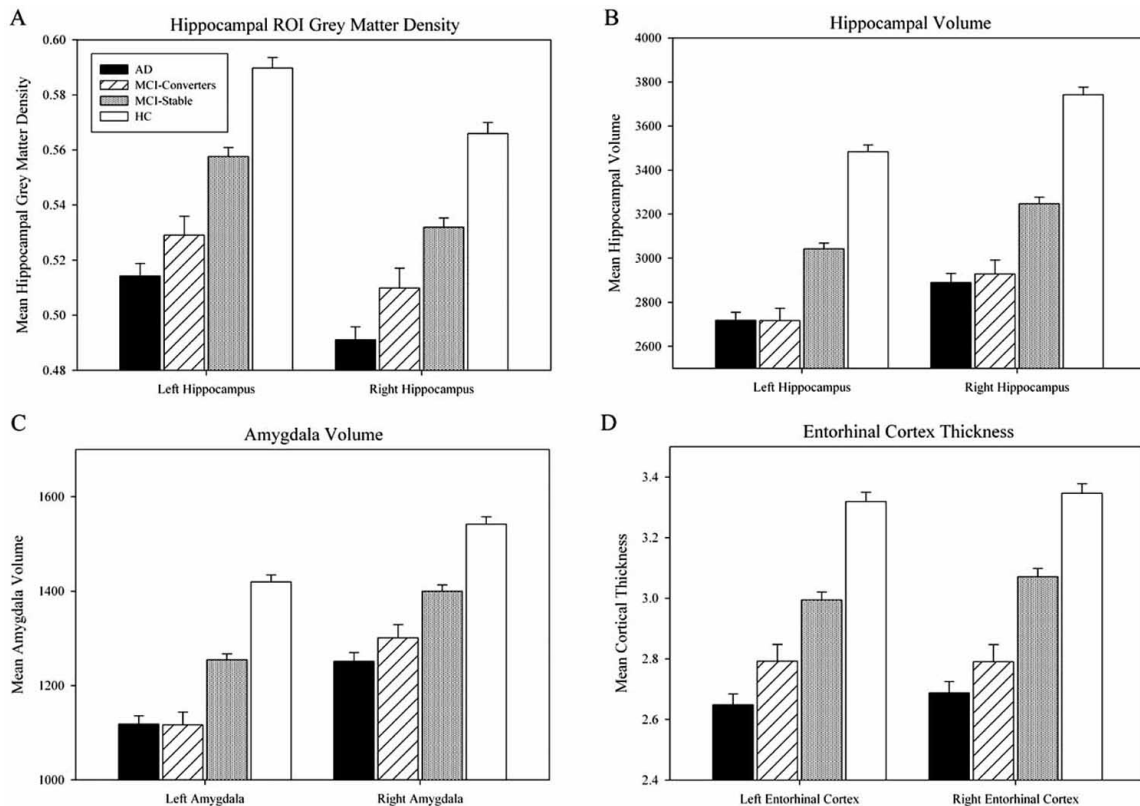 A
Hippocampal ROI Grey Matter Density
Mean Hippocampal Grey Matter Density
0.60
0.58
0.56
0.54
0.52
0.50
0.48
AD
MCI-Converters
MCI-Stable
HC
Left Hippocampus
Right Hippocampus
B
Hippocampal Volume
Mean Hippocampal Volume
4000
3800
3600
3400
3200
3000
2800
2600
Left Hippocampus
Right Hippocampus
C
Amygdala Volume
Mean Amygdala Volume
1600
1400
1200
1000
Left Amygdala
Right Amygdala
D
Entorhinal Cortex Thickness
Mean Cortical Thickness
3.4
3.2
3.0
2.8
2.6
2.4
Left Entorhinal Cortex
Right Entorhinal Cortex